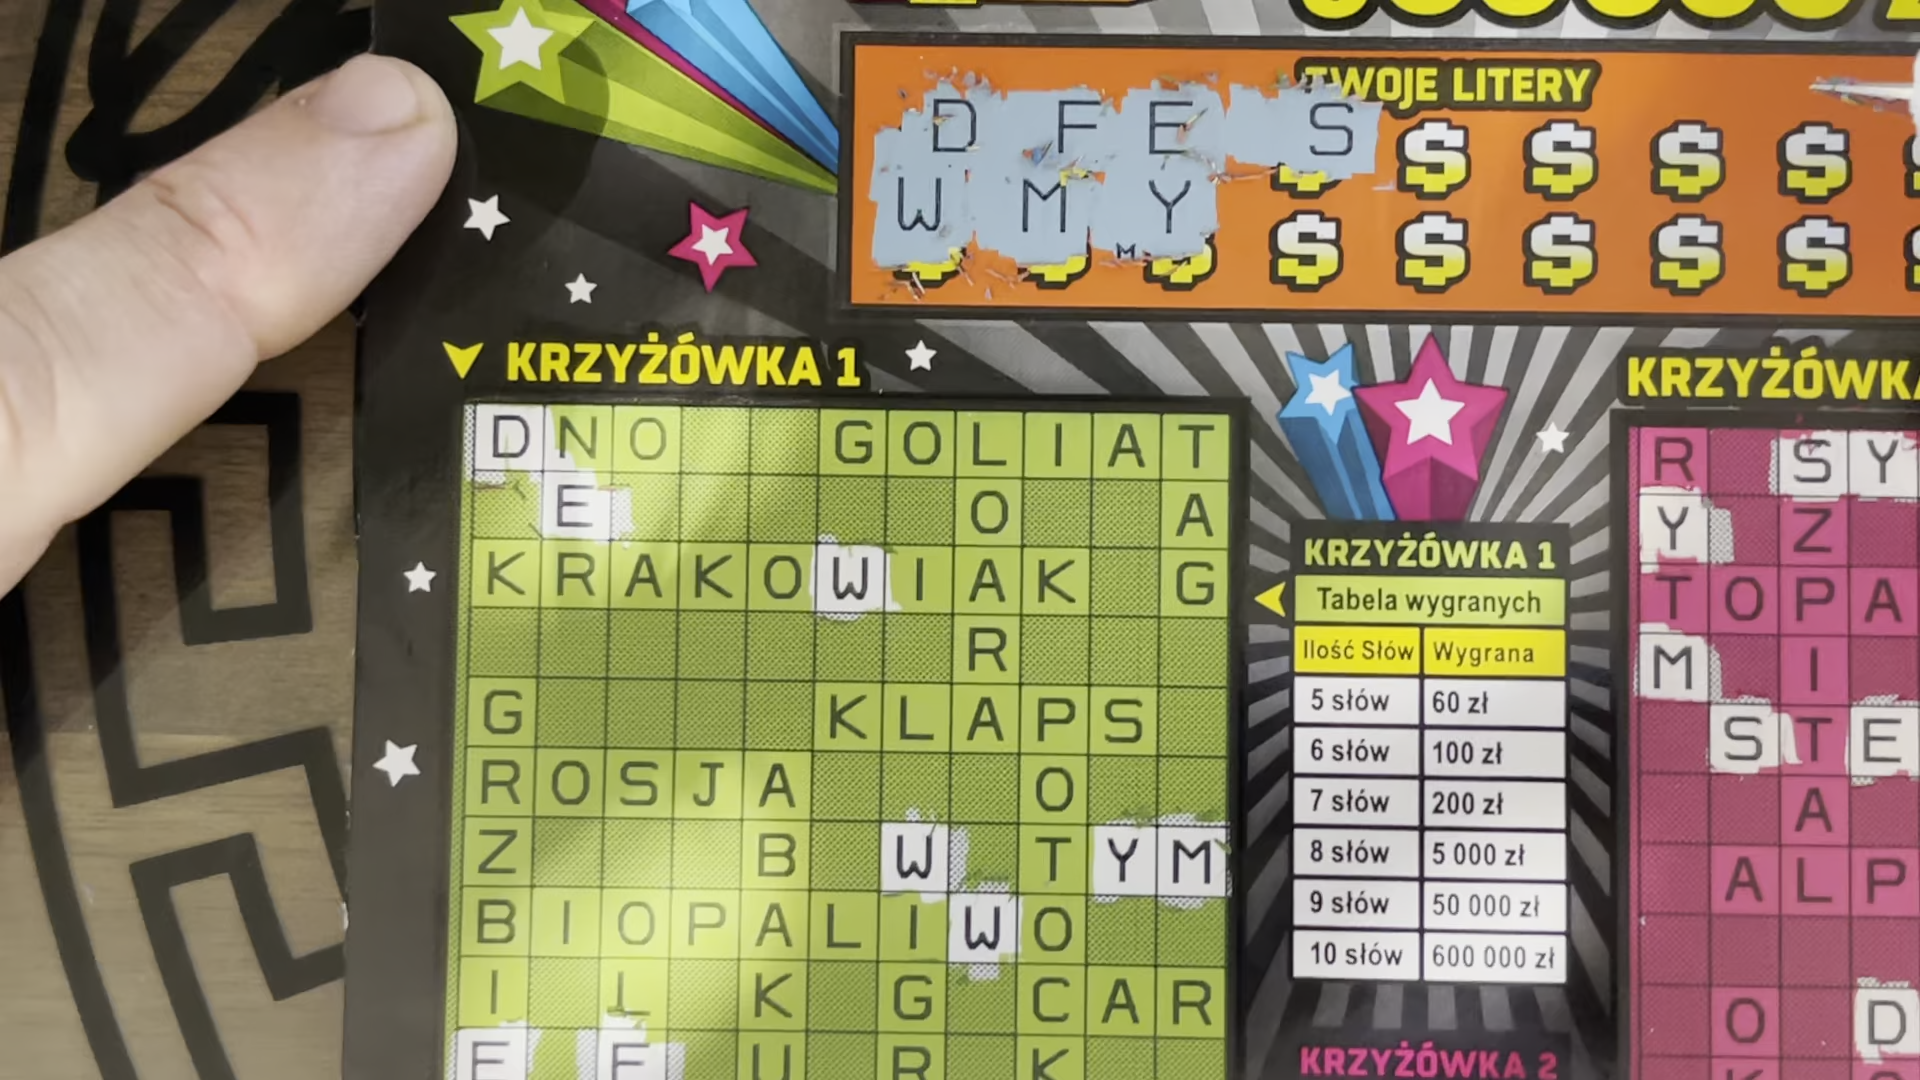 TWOJE LITERY
D F E S
W M Y
M
KRZYŻÓWKA 1
DNO GOLIAT
E O A
KRAKOWIAK G
R
G KLAPS
ROSJA O
Z B W T YM
BIOPALIWO
I L K G CAR
E E U R K
KRZYŻÓWKA 1
Tabela wygranych
Ilość Słów Wygrana
5 słów 60 zł
6 słów 100 zł
7 słów 200 zł
8 słów 5 000 zł
9 słów 50 000 zł
10 słów 600 000 zł
KRZYŻÓWKA 2
KRZYŻÓWKA
R SY
Y Z
TOPA
M I
STE
A
ALP
O D